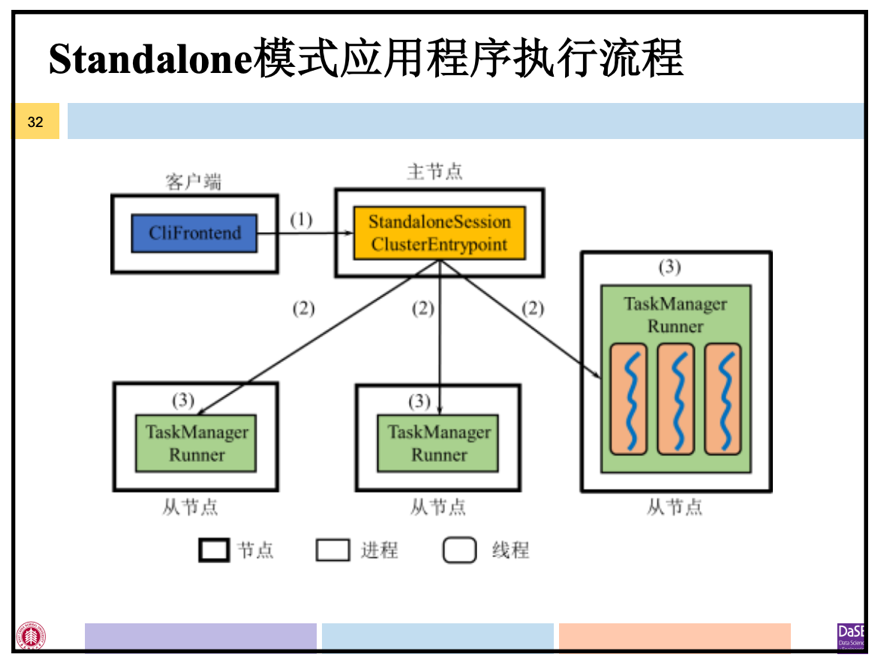 Standalone模式应用程序执行流程
32
客户端
主节点
CliFrontend
(1)
StandaloneSession
ClusterEntrypoint
(2)
(2)
(2)
(3)
TaskManager
Runner
(3)
TaskManager
Runner
(3)
TaskManager
Runner
从节点
从节点
从节点
节点
进程
线程